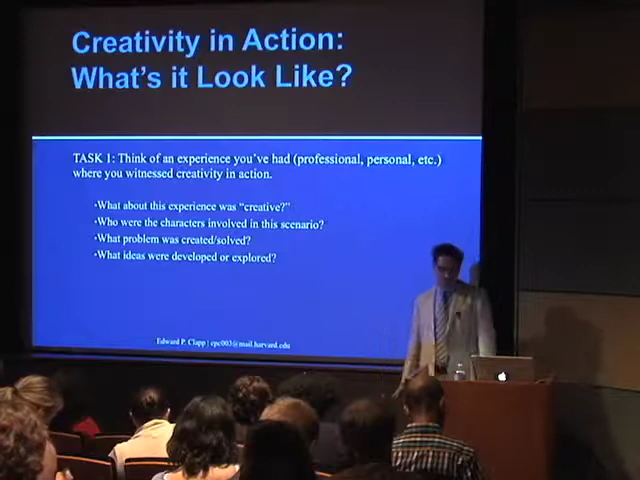 Creativity in Action:
What's it Look Like?
TASK 1: Think of an experience you've had (professional, personal, etc.)
where you witnessed creativity in action.
•What about this experience was “creative?”
•Who were the characters involved in this scenario?
•What problem was created/solved?
•What ideas were developed or explored?
Edward P. Clapp | epc003@mail.harvard.edu